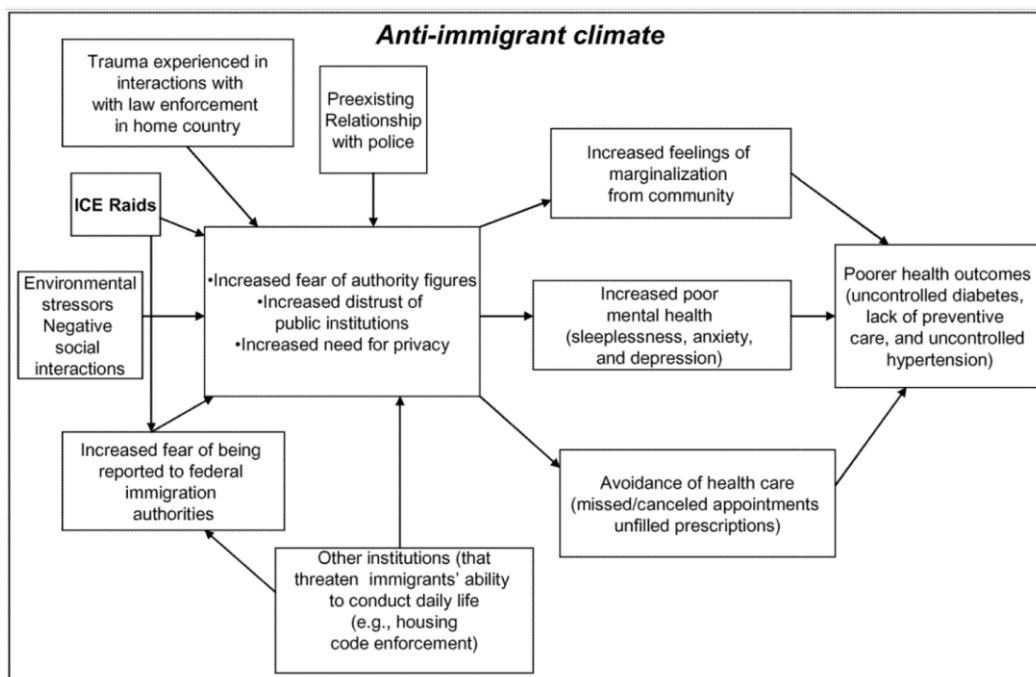 Anti-immigrant climate
Trauma experienced in
interactions with
with law enforcement
in home country
Preexisting
Relationship
with police
Increased feelings of
marginalization
from community
ICE Raids
•Increased fear of authority figures
•Increased distrust of
public institutions
•Increased need for privacy
Environmental
stressors
Negative
social
interactions
Increased poor
mental health
(sleeplessness, anxiety,
and depression)
Poorer health outcomes
(uncontrolled diabetes,
lack of preventive
care, and uncontrolled
hypertension)
Increased fear of being
reported to federal
immigration
authorities
Avoidance of health care
(missed/canceled appointments
unfilled prescriptions)
Other institutions (that
threaten immigrants' ability
to conduct daily life
(e.g., housing
code enforcement)